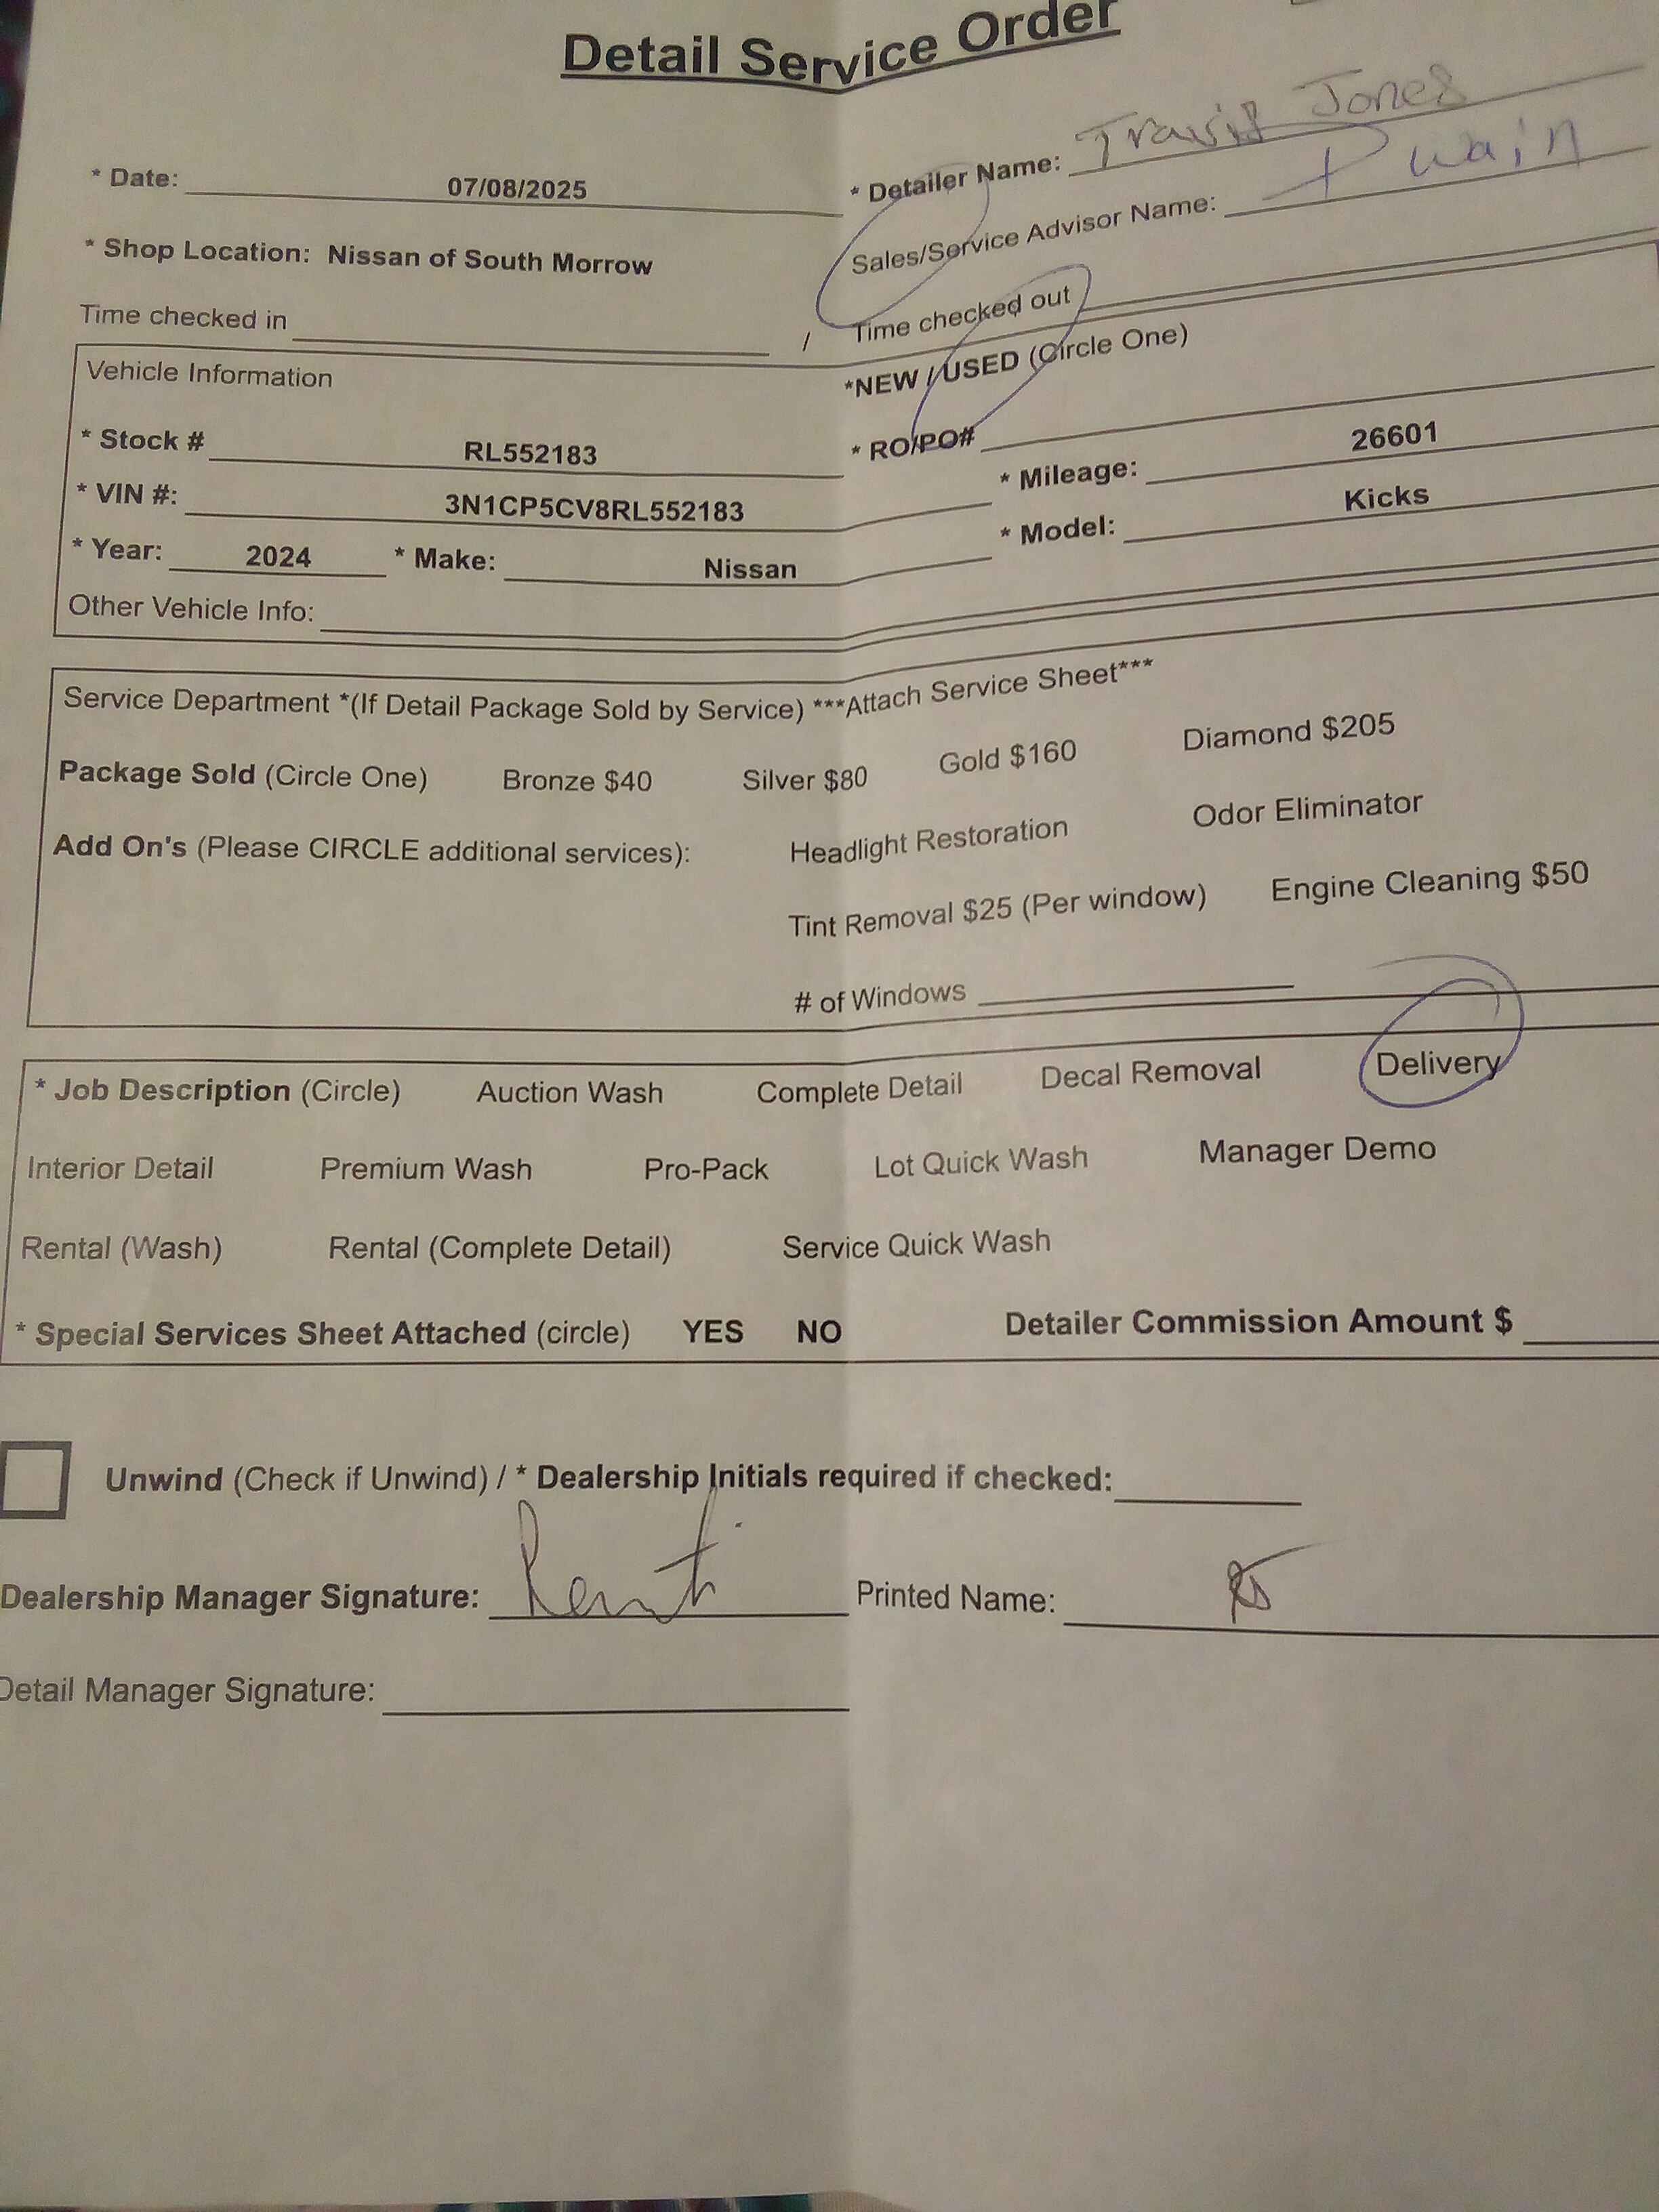 Detail Service Order
* Detailer Name: Travis Jones
* Date: 07/08/2025
Sales/Service Advisor Name: Dwain
* Shop Location: Nissan of South Morrow
Time checked in / Time checked out
Vehicle Information
*NEW / USED (Circle One)
* Stock # RL552183 * RO/PO#
* VIN #: 3N1CP5CV8RL552183 * Mileage: 26601
* Year: 2024 * Make: Nissan * Model: Kicks
Other Vehicle Info:
Service Department *(If Detail Package Sold by Service) ***Attach Service Sheet***
Package Sold (Circle One) Bronze $40 Silver $80 Gold $160 Diamond $205
Add On's (Please CIRCLE additional services): Headlight Restoration Odor Eliminator
Tint Removal $25 (Per window) Engine Cleaning $50
# of Windows
* Job Description (Circle) Auction Wash Complete Detail Decal Removal Delivery
Interior Detail Premium Wash Pro-Pack Lot Quick Wash Manager Demo
Rental (Wash) Rental (Complete Detail) Service Quick Wash
* Special Services Sheet Attached (circle) YES NO Detailer Commission Amount $
Unwind (Check if Unwind) / * Dealership Initials required if checked:
Dealership Manager Signature: Printed Name:
Detail Manager Signature: